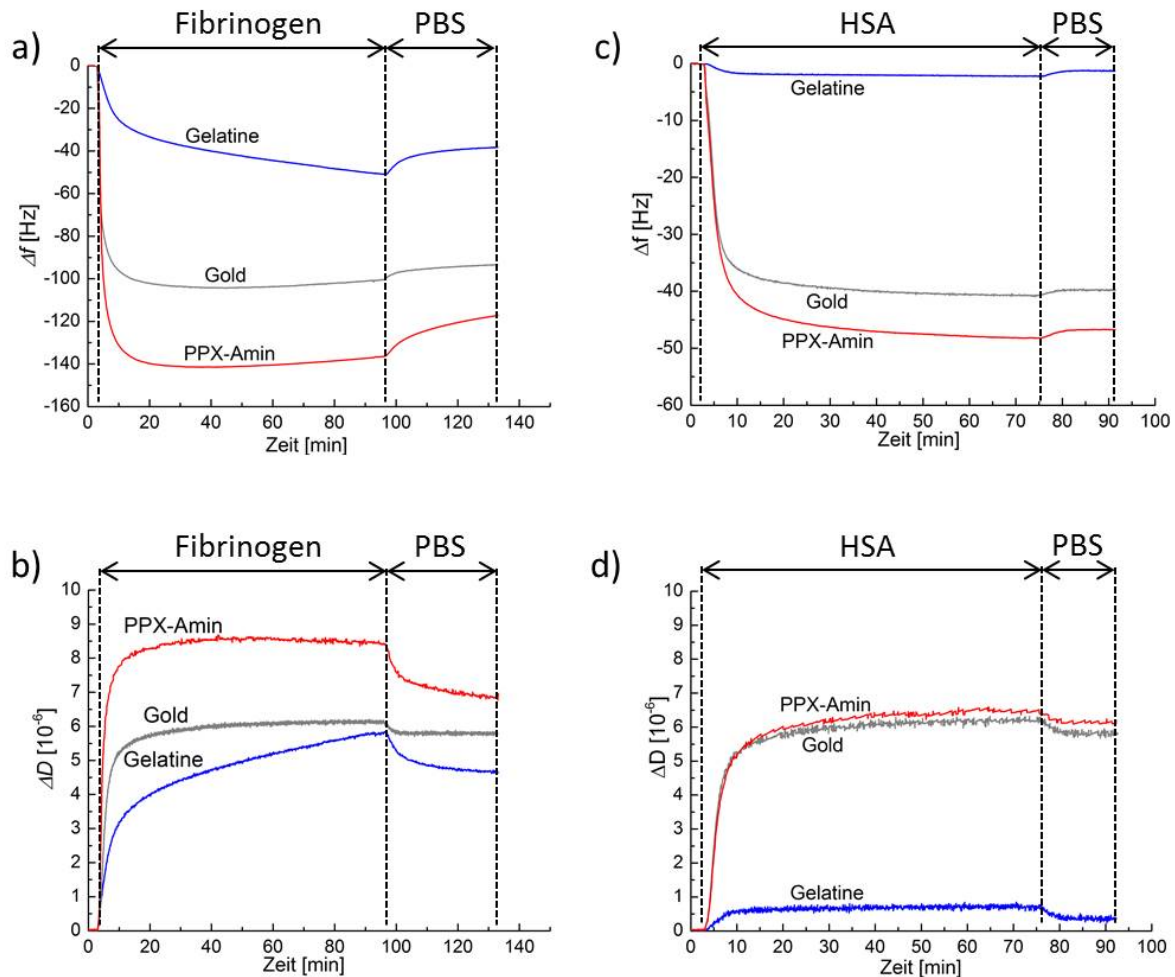 a)
Fibrinogen
PBS
0
-20
-40
-60
-80
-100
-120
-140
-160
Δf [Hz]
Gelatine
Gold
PPX-Amin
0 20 40 60 80 100 120 140
Zeit [min]
c)
HSA
PBS
0
-10
-20
-30
-40
-50
-60
Δf [Hz]
Gelatine
Gold
PPX-Amin
0 10 20 30 40 50 60 70 80 90 100
Zeit [min]
b)
Fibrinogen
PBS
10
9
8
7
6
5
4
3
2
1
0
ΔD [10⁻⁶]
PPX-Amin
Gold
Gelatine
0 20 40 60 80 100 120 140
Zeit [min]
d)
HSA
PBS
10
9
8
7
6
5
4
3
2
1
0
ΔD [10⁻⁶]
PPX-Amin
Gold
Gelatine
0 10 20 30 40 50 60 70 80 90 100
Zeit [min]